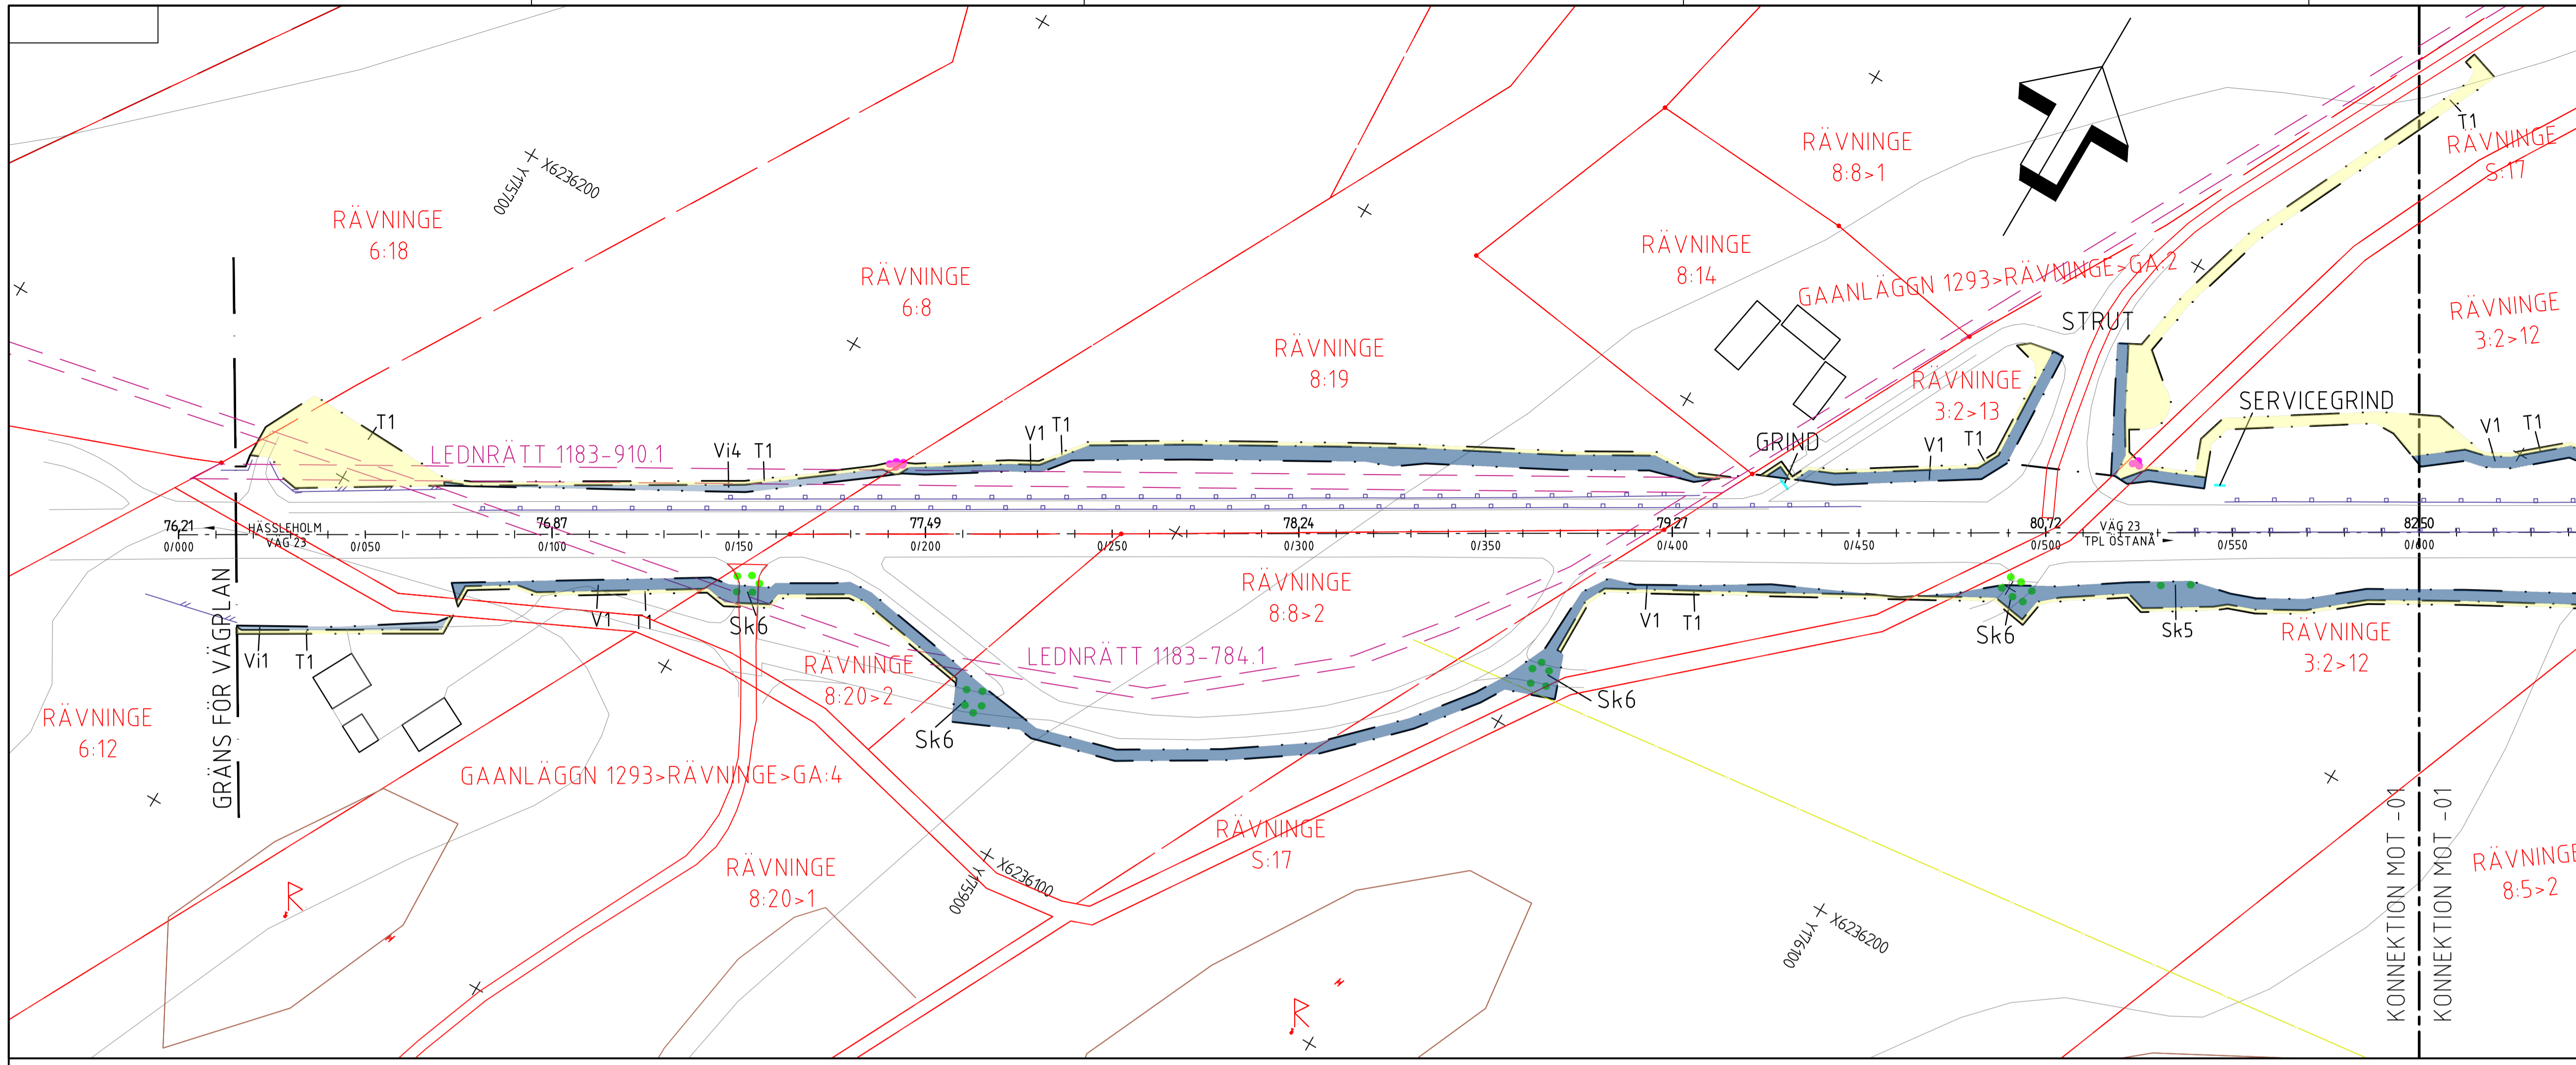 RÄVNINGE
8:8>1
T1
RÄVNINGE
S:17
X6236200
Y175700
RÄVNINGE
6:18
RÄVNINGE
6:8
RÄVNINGE
8:14
GAANLÄGGN 1293>RÄVNINGE>GA:2
STRUT
RÄVNINGE
3:2>12
RÄVNINGE
8:19
RÄVNINGE
3:2>13
SERVICEGRIND
T1
LEDNRÄTT 1183-910.1
Vi4
T1
V1
T1
GRIND
V1
T1
V1
T1
76,21
HÄSSLEHOLM
76,87
77,49
78,24
79,27
80,72
VÄG 23
82,50
0/000
VÄG 23
0/050
0/100
0/150
0/200
0/250
0/300
0/350
0/400
0/450
0/500
TPL ÖSTANÅ
0/550
0/600
GRÄNS FÖR VÄGPLAN
V1
T1
Sk6
RÄVNINGE
8:8>2
V1
T1
Sk6
Sk5
RÄVNINGE
3:2>12
Vi1
T1
RÄVNINGE
8:20>2
LEDNRÄTT 1183-784.1
Sk6
Sk6
RÄVNINGE
6:12
GAANLÄGGN 1293>RÄVNINGE>GA:4
RÄVNINGE
S:17
RÄVNINGE
8:20>1
X6236100
Y175900
R
R
X6236200
Y176100
KONNEKTION MOT -01
KONNEKTION MOT -01
RÄVNINGE
8:5>2